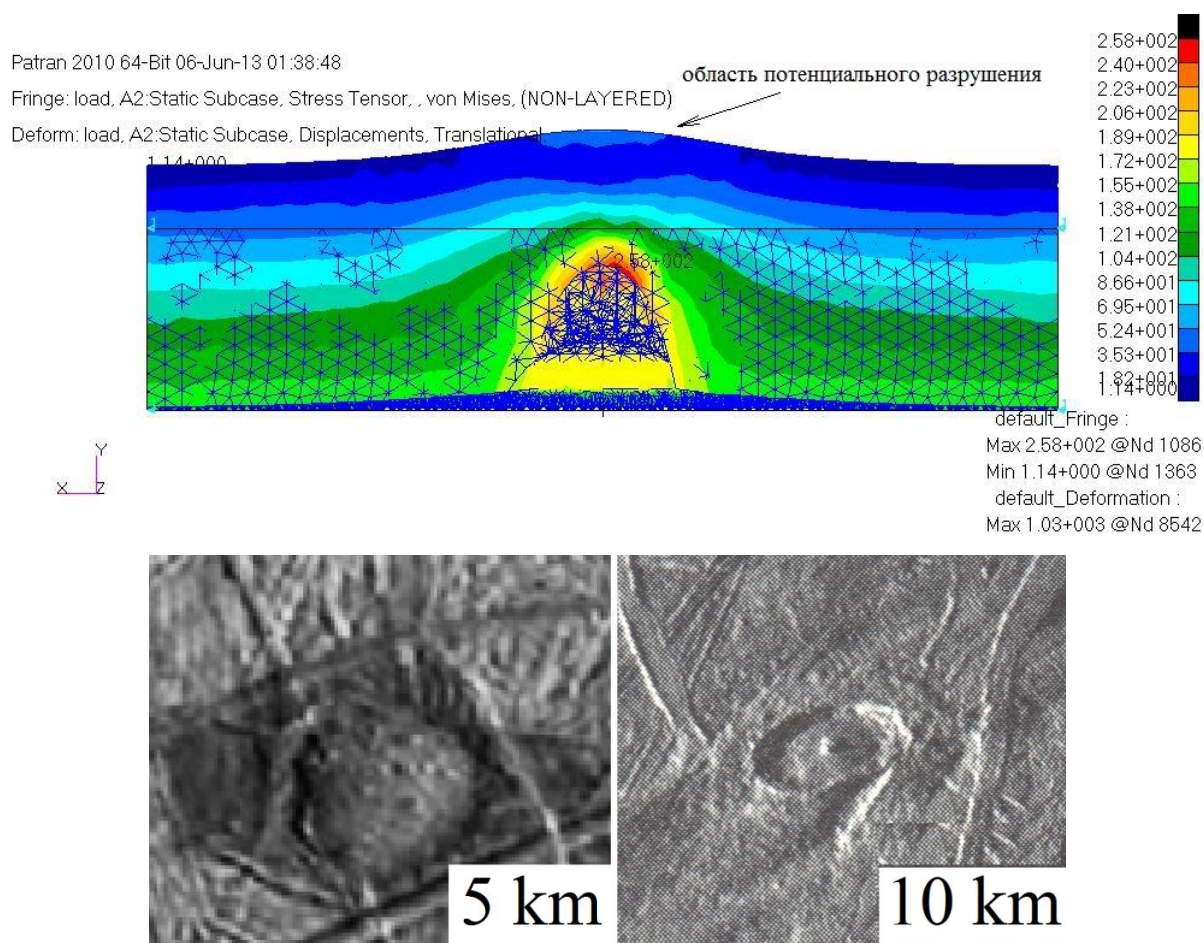 Patran 2010 64-Bit 06-Jun-13 01:38:48
Fringe: load, A2:Static Subcase, Stress Tensor, , von Mises, (NON-LAYERED)
Deform: load, A2:Static Subcase, Displacements, Translational
область потенциального разрушения
1.14+000
2.58+002
2.58+002
2.40+002
2.23+002
2.06+002
1.89+002
1.72+002
1.55+002
1.38+002
1.21+002
1.04+002
8.66+001
6.95+001
5.24+001
3.53+001
1.82+001
1.14+000
default_Fringe :
Max 2.58+002 @Nd 1086
Min 1.14+000 @Nd 1363
default_Deformation :
Max 1.03+003 @Nd 8542
Y
X
Z
5 km
10 km